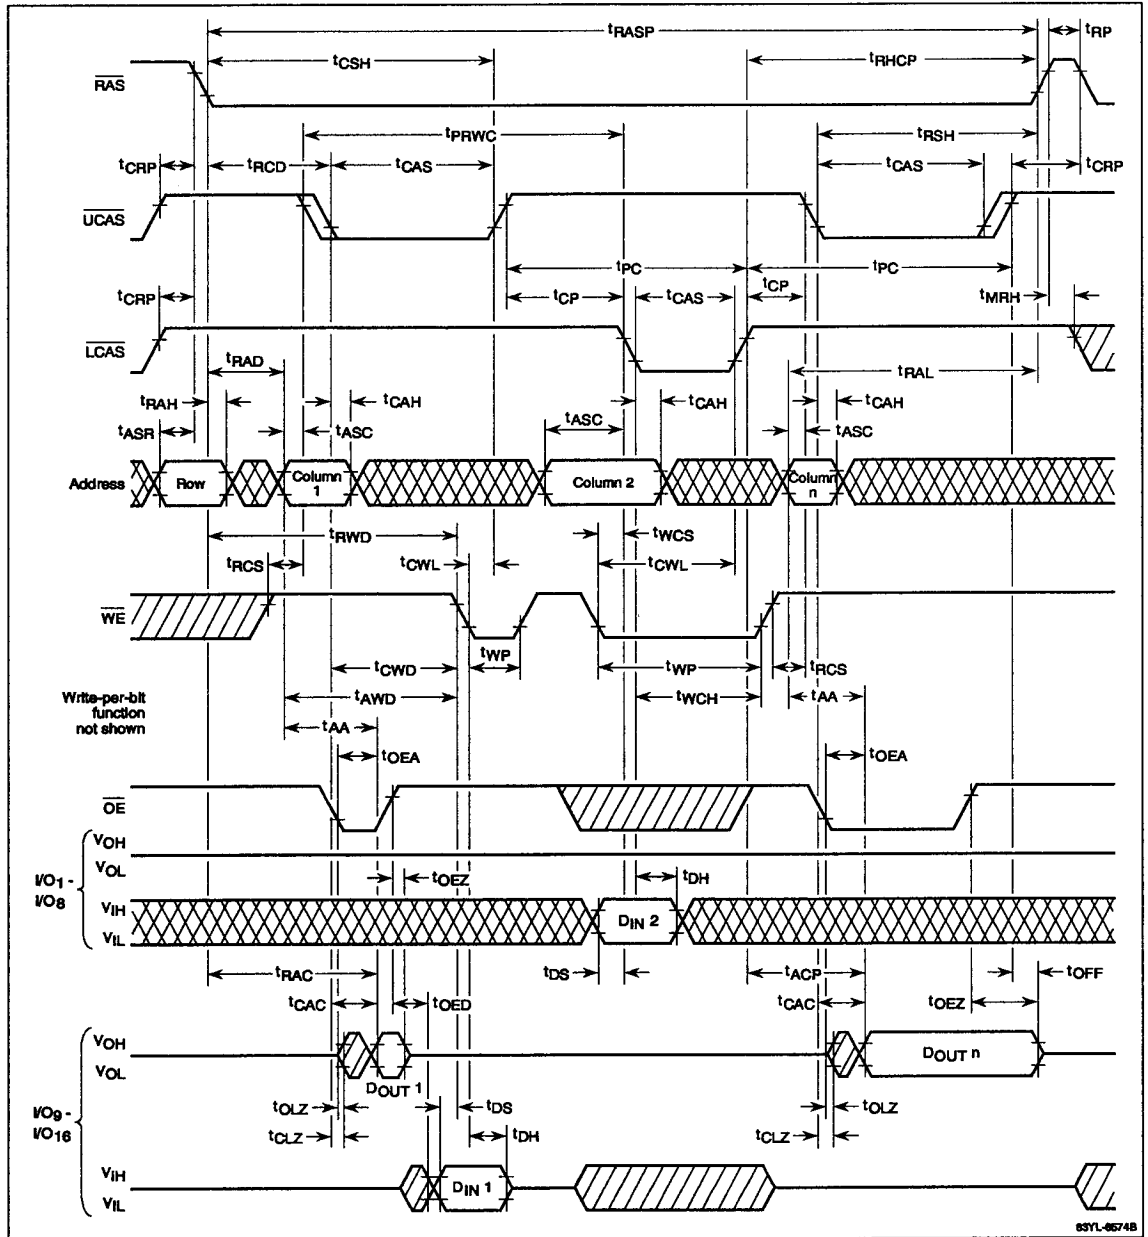 tRASP
tRP
tCSH
tRHCP
RAS
tPRWC
tRSH
tCRP
tRCD
tCAS
tCAS
tCRP
UCAS
tPC
tPC
tCRP
tCP
tCAS
tCP
tMRH
LCAS
tRAD
tRAL
tRAH
tCAH
tCAH
tCAH
tASR
tASC
tASC
tASC
Address
Row
Column 1
Column 2
Column n
tRWD
tWCS
tRCS
tCWL
tCWL
WE
tWP
tWP
tRCS
tCWD
tWCH
tAWD
tAA
Write-per-bit
function
not shown
tAA
tOEA
tOEA
OE
VOH
VOL
I/O1 -
I/O8
tOEZ
tDH
VIH
VIL
DIN 2
tRAC
tDS
tACP
tOFF
tCAC
tOED
tCAC
tOEZ
VOH
VOL
DOUT 1
DOUT n
I/O9 -
I/O16
tOLZ
tDS
tOLZ
tCLZ
tDH
tCLZ
VIH
VIL
DIN 1
83YL-6574B